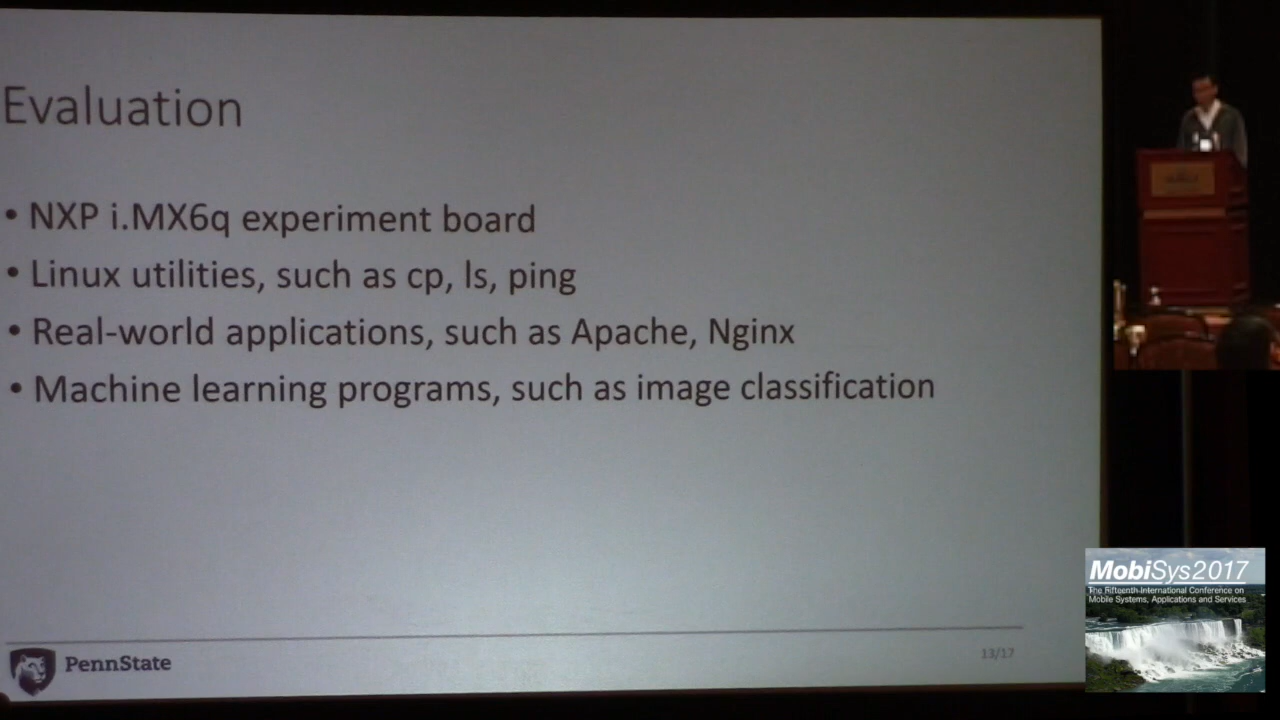 Evaluation
• NXP i.MX6q experiment board
• Linux utilities, such as cp, ls, ping
• Real-world applications, such as Apache, Nginx
• Machine learning programs, such as image classification
PennState
13/17
MobiSys2017
The Fifteenth International Conference on
Mobile Systems, Applications and Services